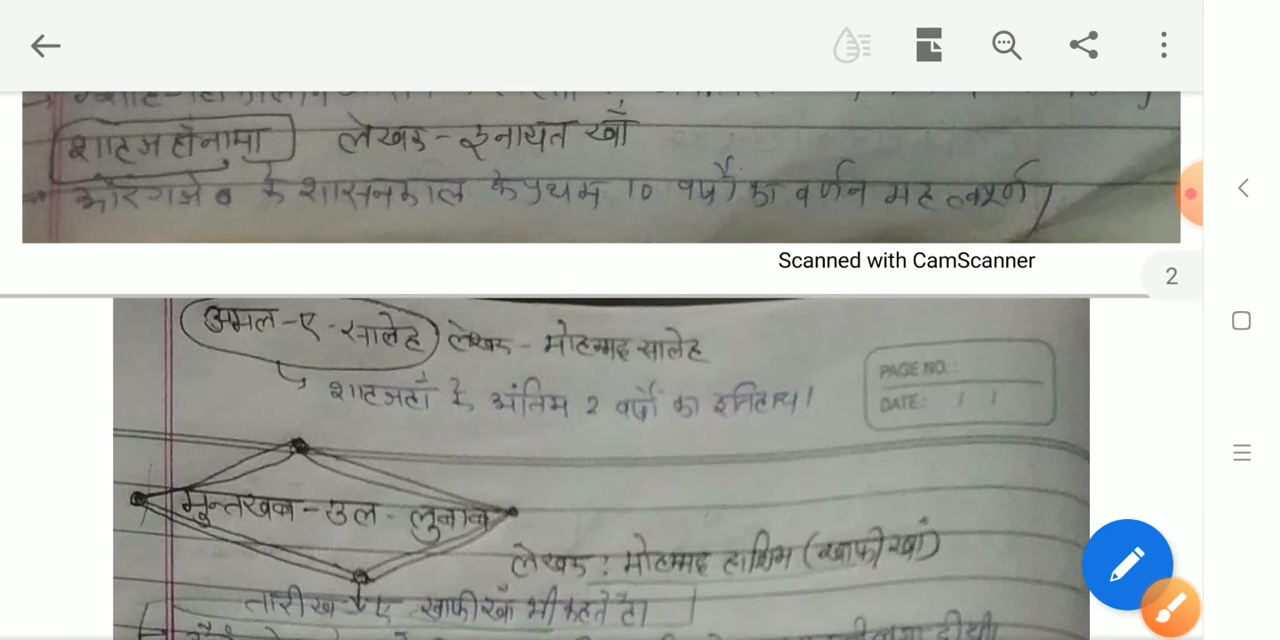 शाहजहाँनामा लेखक - इनायत खाँ
औरंगजेब के शासनकाल के प्रथम 10 वर्षों का वर्णन महत्वपूर्ण
Scanned with CamScanner
2
अमल-ए-सालेह लेखक - मोहम्मद सालेह
PAGE NO.:
शाहजहाँ के अंतिम 2 वर्षों का इतिहास।
DATE: / /
मुन्तखब-उल-लुबाब
लेखक: मोहम्मद हाशिम (खाफी खां)
तारीख ए खाफी खाँ भी कहते है।